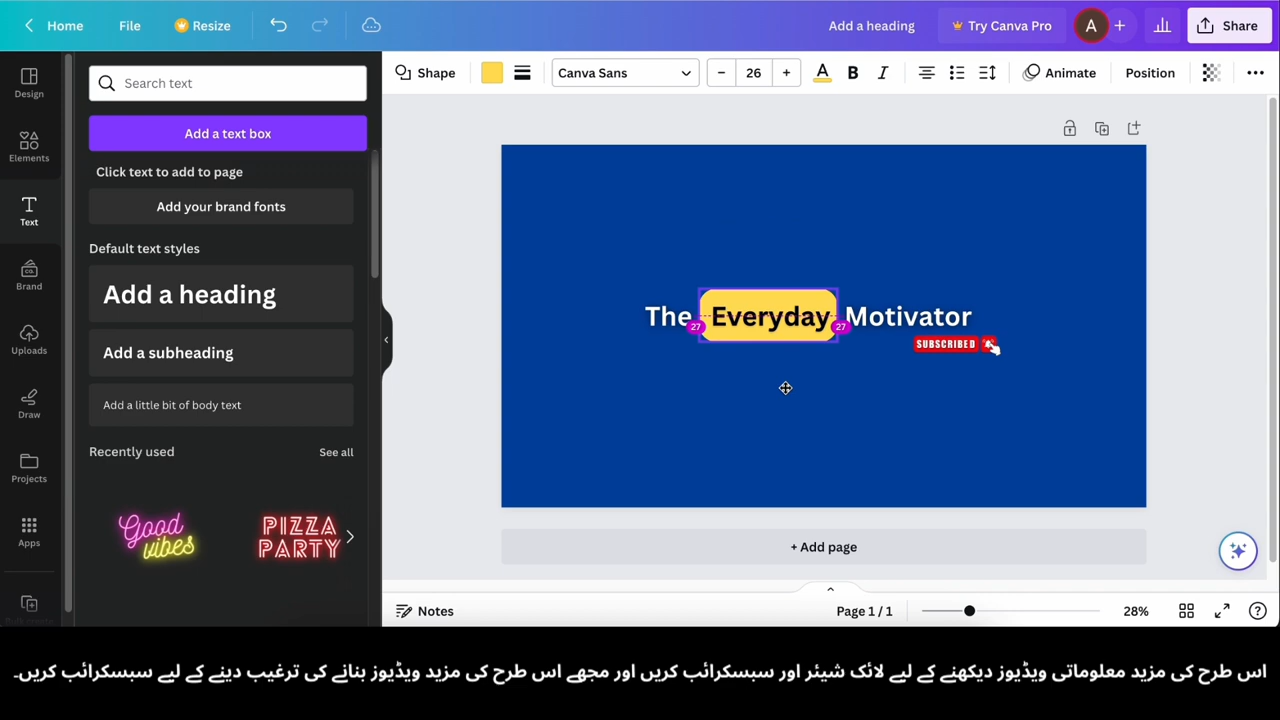 Home File Resize Add a heading Try Canva Pro A Share
Search text
Add a text box
Click text to add to page
Add your brand fonts
Default text styles
Add a heading
Add a subheading
Add a little bit of body text
Recently used See all
Good vibes
PIZZA PARTY
Design
Elements
Text
Brand
CO.
Uploads
Draw
Projects
Apps
Shape Canva Sans − 26 + A B I Animate Position
The Everyday Motivator
27 27
SUBSCRIBED
+ Add page
Notes Page 1 / 1 28%
اس طرح کی مزید معلوماتی ویڈیوز دیکھنے کے لیے لائک شیئر اور سبسکرائب کریں اور مجھے اس طرح کی مزید ویڈیوز بنانے کی ترغیب دینے کے لیے سبسکرائب کریں۔